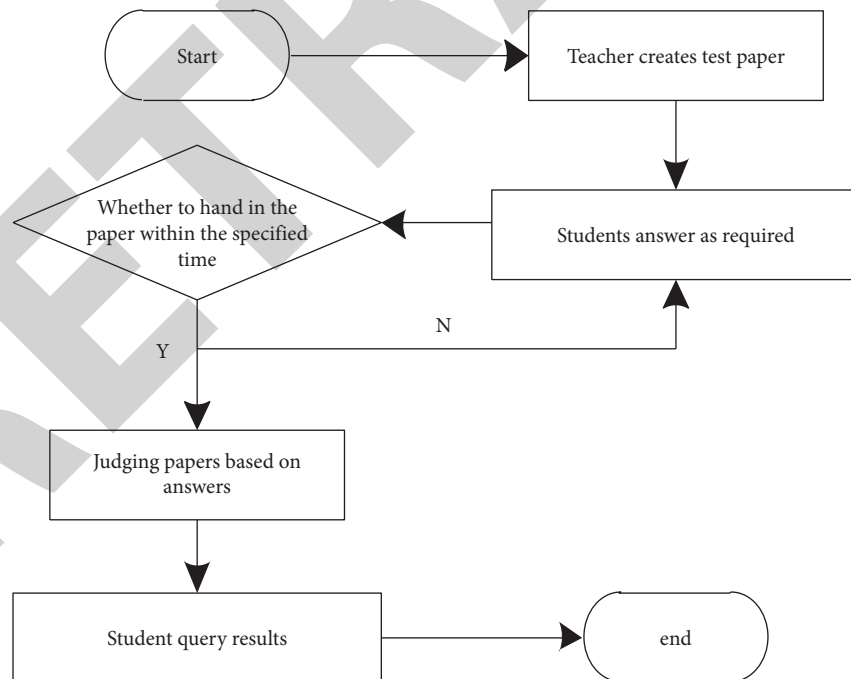 Start
Teacher creates test paper
Whether to hand in the
paper within the specified
time
Students answer as required
N
Y
Judging papers based on
answers
Student query results
end